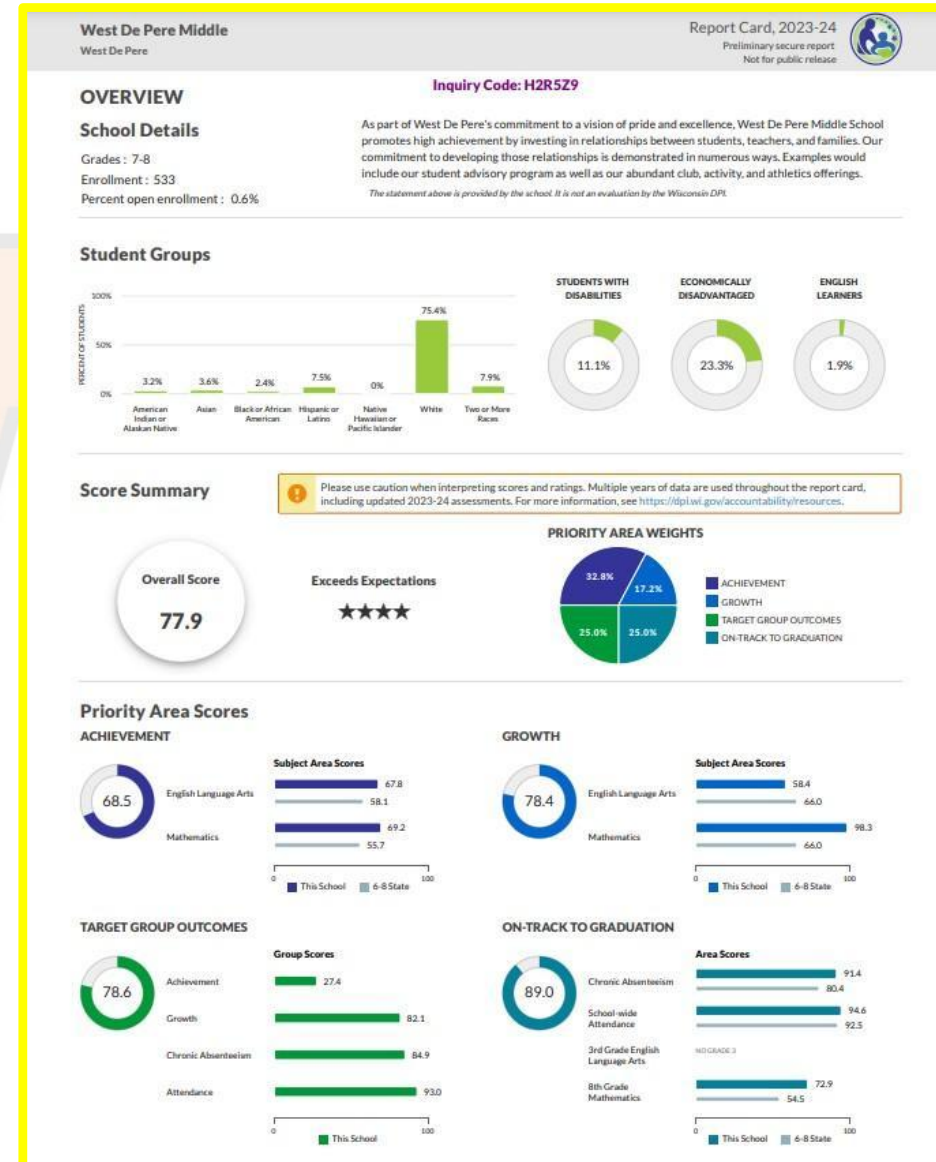 West De Pere Middle
West De Pere
Report Card, 2023-24
Preliminary secure report
Not for public release
Inquiry Code: H2R5Z9
OVERVIEW
School Details
Grades : 7-8
Enrollment : 533
Percent open enrollment : 0.6%
As part of West De Pere's commitment to a vision of pride and excellence, West De Pere Middle School
promotes high achievement by investing in relationships between students, teachers, and families. Our
commitment to developing those relationships is demonstrated in numerous ways. Examples would
include our student advisory program as well as our abundant club, activity, and athletics offerings.
The statement above is provided by the school. It is not an evaluation by the Wisconsin DPI.
Student Groups
PERCENT OF STUDENTS
100%
50%
0%
3.2%
3.6%
2.4%
7.5%
0%
75.4%
7.9%
American
Indian or
Alaskan Native
Asian
Black or African
American
Hispanic or
Latino
Native
Hawaiian or
Pacific Islander
White
Two or More
Races
STUDENTS WITH
DISABILITIES
11.1%
ECONOMICALLY
DISADVANTAGED
23.3%
ENGLISH
LEARNERS
1.9%
Score Summary
Please use caution when interpreting scores and ratings. Multiple years of data are used throughout the report card,
including updated 2023-24 assessments. For more information, see https://dpi.wi.gov/accountability/resources.
Overall Score
77.9
Exceeds Expectations
★★★★
PRIORITY AREA WEIGHTS
32.8%
17.2%
25.0%
25.0%
ACHIEVEMENT
GROWTH
TARGET GROUP OUTCOMES
ON-TRACK TO GRADUATION
Priority Area Scores
ACHIEVEMENT
68.5
Subject Area Scores
English Language Arts
67.8
58.1
Mathematics
69.2
55.7
0
100
This School
6-8 State
GROWTH
78.4
Subject Area Scores
English Language Arts
58.4
66.0
Mathematics
98.3
66.0
0
100
This School
6-8 State
TARGET GROUP OUTCOMES
78.6
Group Scores
Achievement
27.4
Growth
82.1
Chronic Absenteeism
84.9
Attendance
93.0
0
100
This School
ON-TRACK TO GRADUATION
89.0
Area Scores
Chronic Absenteeism
91.4
80.4
School-wide
Attendance
94.6
92.5
3rd Grade English
Language Arts
NO GRADE 3
8th Grade
Mathematics
72.9
54.5
0
100
This School
6-8 State